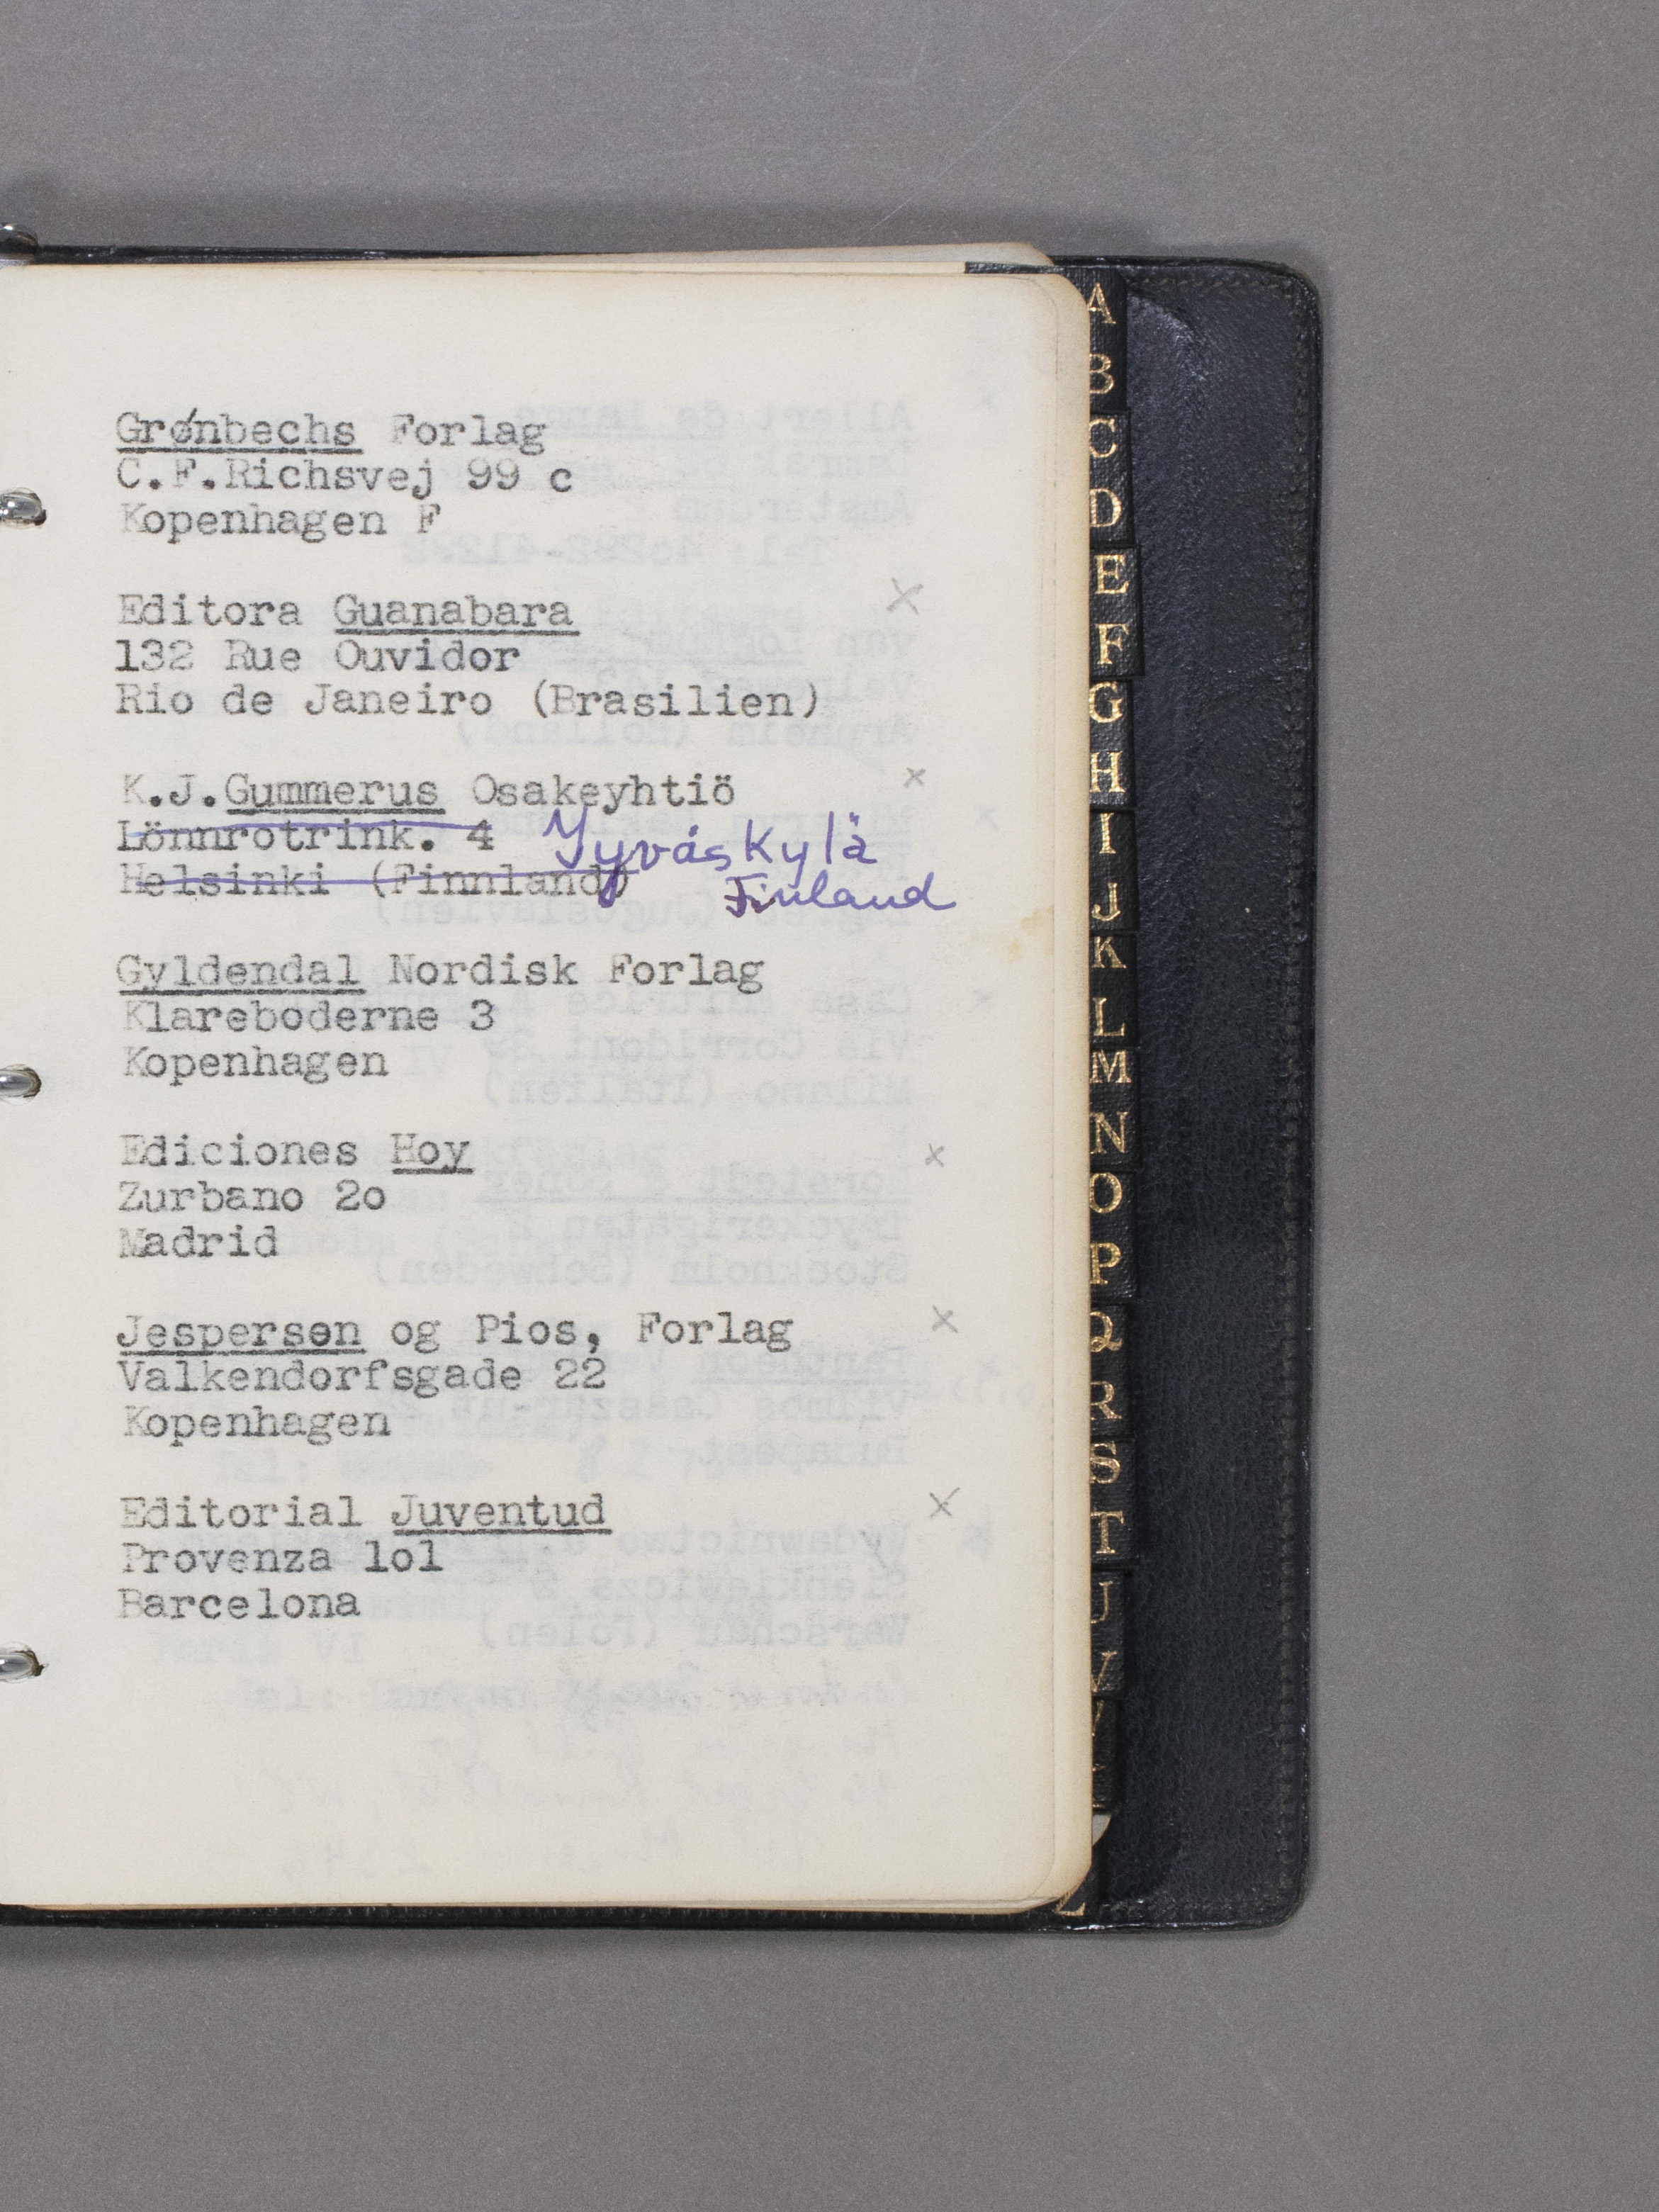 Grønbechs Forlag
C.F.Richsvej 99 c
Kopenhagen F
Editora Guanabara
132 Rue Ouvidor
Rio de Janeiro (Brasilien)
K.J.Gummerus Osakeyhtiö
Lönnrotrink. 4 Yyväskylä
Helsinki (Finnland) Finland
Gyldendal Nordisk Forlag
Klareboderne 3
Kopenhagen
Ediciones Hoy
Zurbano 2o
Madrid
Jespersen og Pios, Forlag
Valkendorfsgade 22
Kopenhagen
Editorial Juventud
Provenza lol
Barcelona
A
B
C
D
E
F
G
H
I
J
K
L
M
N
O
P
Q
R
S
T
U
V
Z